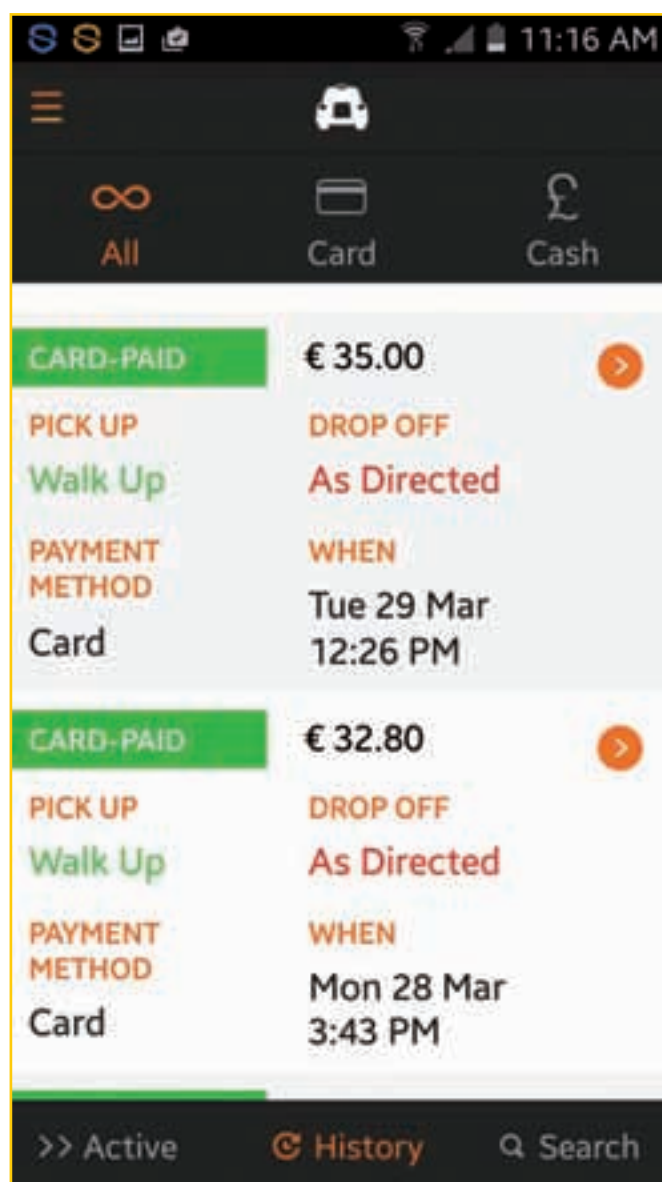 11:16 AM
All
Card
£
Cash
CARD-PAID
€ 35.00
PICK UP
DROP OFF
Walk Up
As Directed
PAYMENT
METHOD
WHEN
Card
Tue 29 Mar
12:26 PM
CARD-PAID
€ 32.80
PICK UP
DROP OFF
Walk Up
As Directed
PAYMENT
METHOD
WHEN
Card
Mon 28 Mar
3:43 PM
>> Active
History
Search